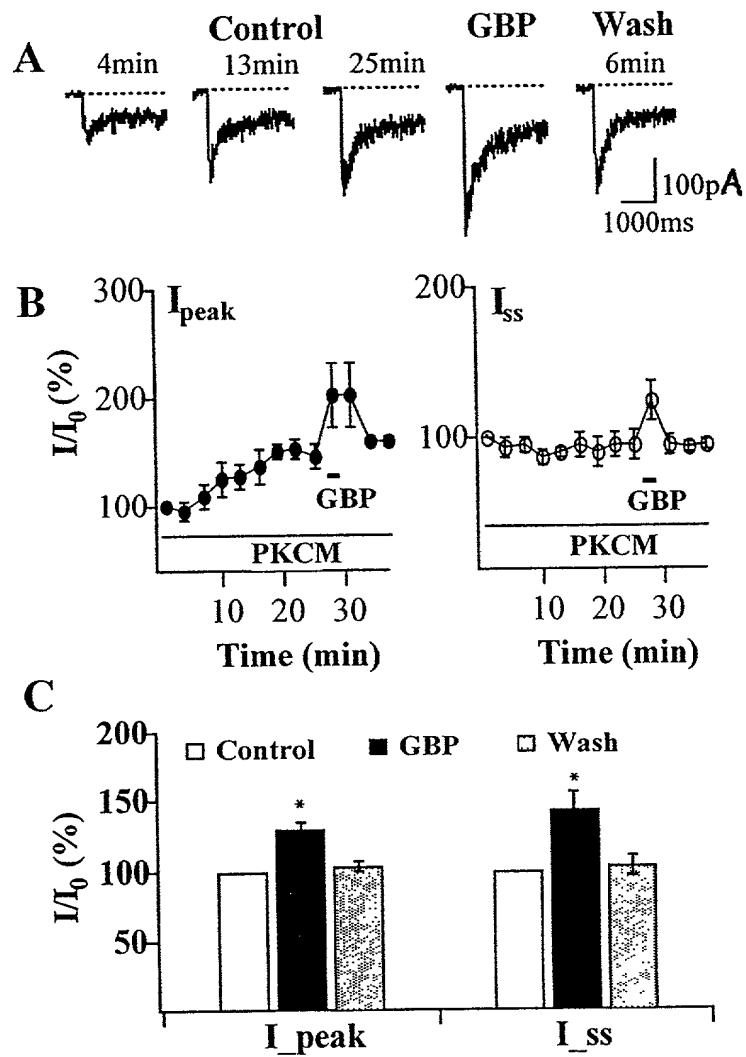 A
Control GBP Wash
4min 13min 25min 6min
100pA
1000ms
B
300
200
100
I/I0 (%)
Ipeak
GBP
PKCM
10 20 30
Time (min)
200
100
Iss
GBP
PKCM
10 20 30
Time (min)
C
200
150
100
50
I/I0 (%)
Control GBP Wash
* *
I_peak I_ss